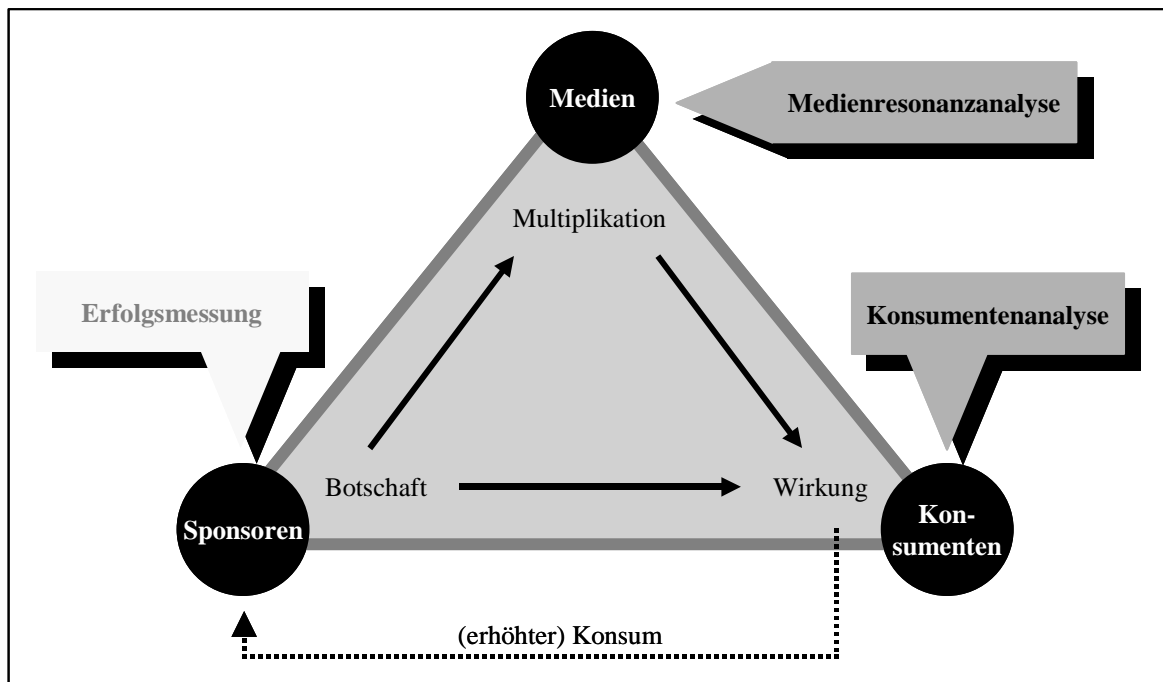 Medien
Medienresonanzanalyse
Multiplikation
Erfolgsmessung
Konsumentenanalyse
Botschaft
Wirkung
Sponsoren
Kon-
sumenten
(erhöhter) Konsum